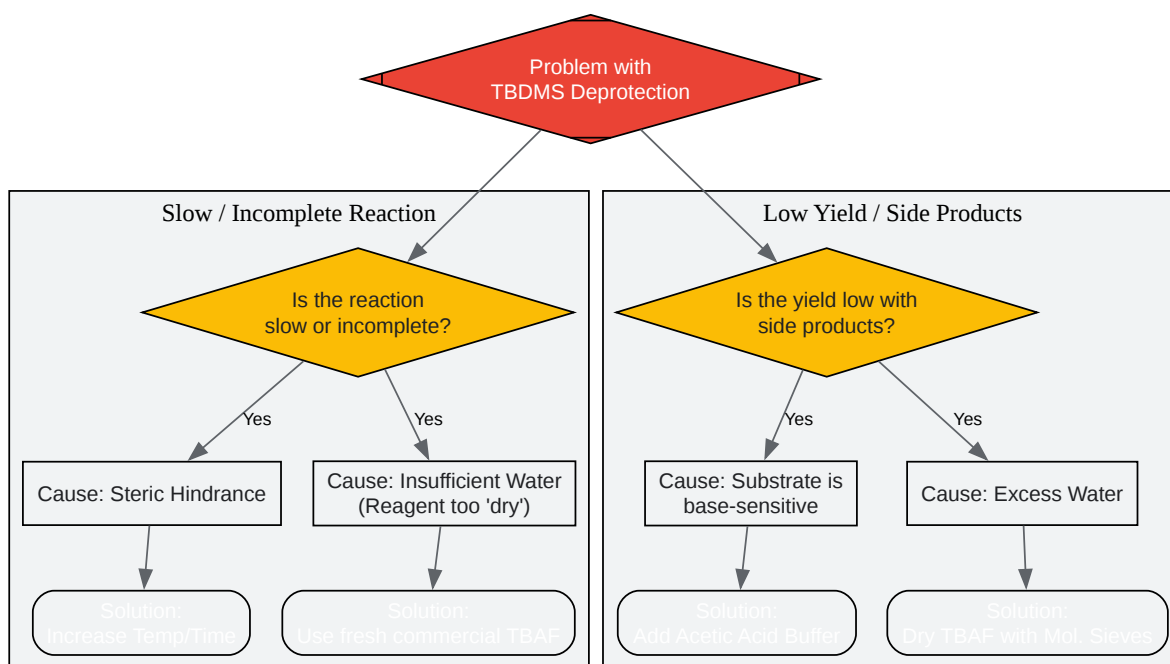 Problem with
TBDMS Deprotection
Slow / Incomplete Reaction
Low Yield / Side Products
Is the reaction
slow or incomplete?
Is the yield low with
side products?
Yes
Yes
Yes
Yes
Cause: Steric Hindrance
Cause: Insufficient Water
(Reagent too 'dry')
Cause: Substrate is
base-sensitive
Cause: Excess Water
Solution:
Increase Temp/Time
Solution:
Use fresh commercial TBAF
Solution:
Add Acetic Acid Buffer
Solution:
Dry TBAF with Mol. Sieves